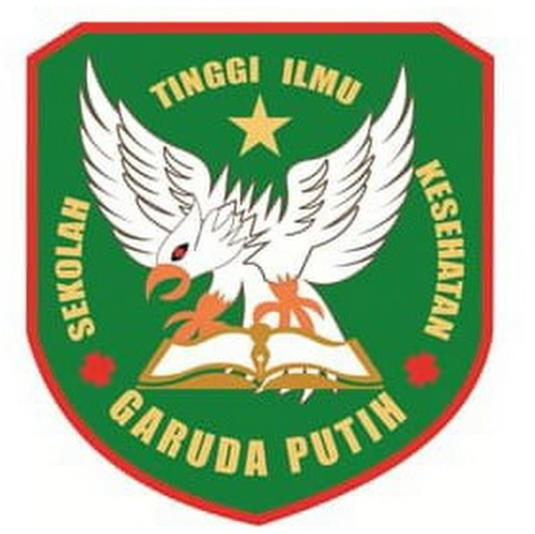 SEKOLAH
TINGGI ILMU
KESEHATAN
GARUDA PUTIH